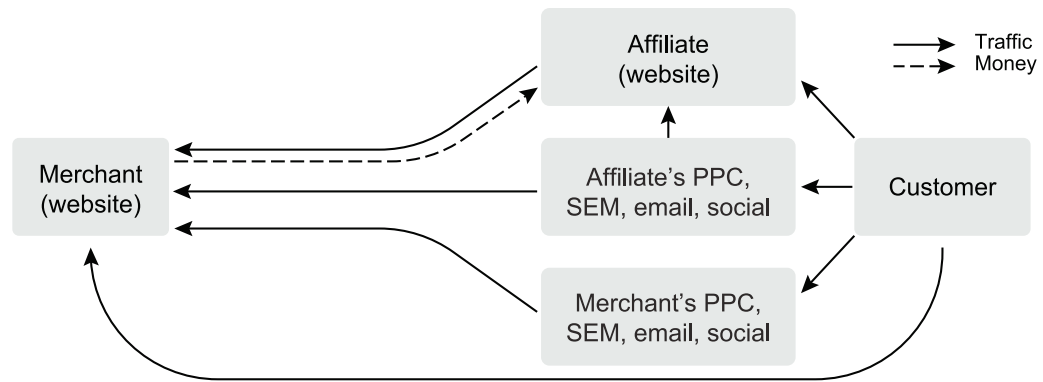 Affiliate
(website)
Traffic
Money
Merchant
(website)
Affiliate's PPC,
SEM, email, social
Customer
Merchant's PPC,
SEM, email, social